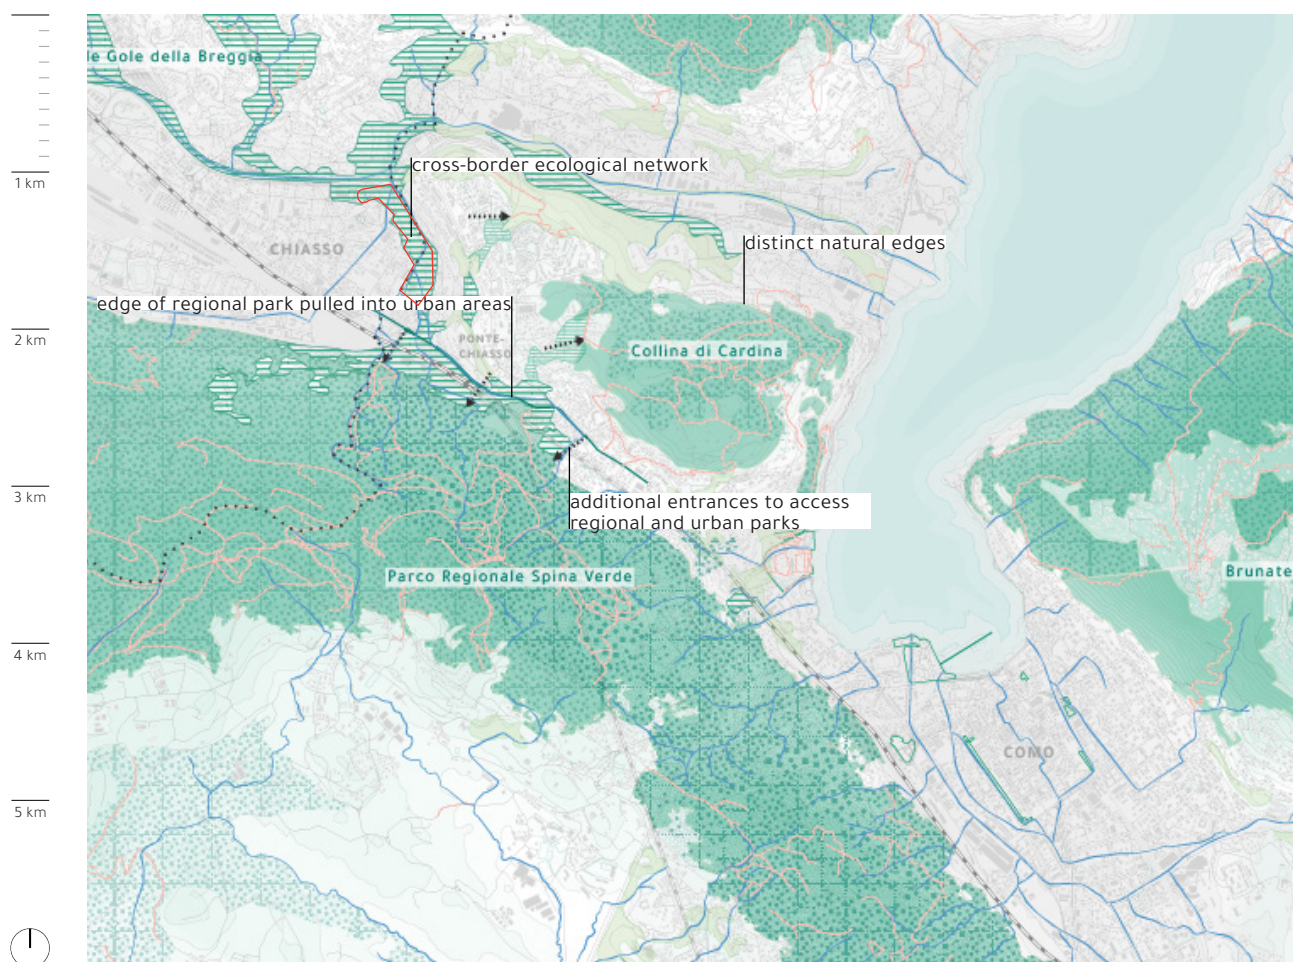 le Gole della Breggia
cross-border ecological network
1 km
CHIASSO
distinct natural edges
edge of regional park pulled into urban areas
2 km
PONTE-
CHIASSO
Collina di Cardina
3 km
additional entrances to access
regional and urban parks
Parco Regionale Spina Verde
Brunate
4 km
COMO
5 km